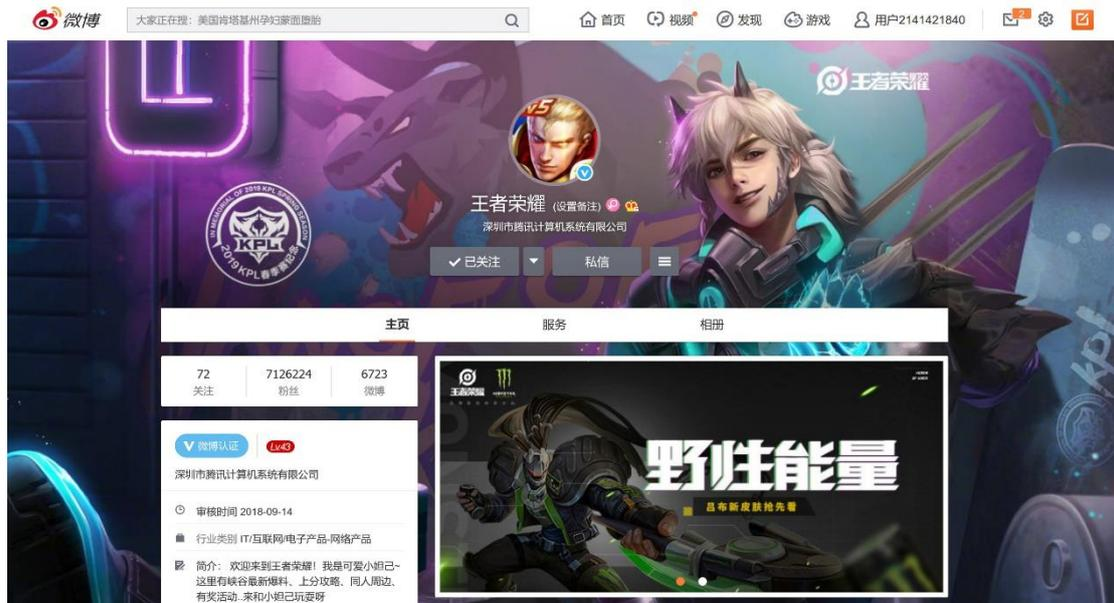 微博
大家正在搜：美国肯塔基州孕妇蒙面堕胎
首页
视频
发现
游戏
用户2141421840
2
王者荣耀
IN MEMORIAL OF 2019 KPL SPRING SEASON
KPL
2019KPL春季赛纪念
V5
王者荣耀 (设置备注)
深圳市腾讯计算机系统有限公司
已关注
私信
主页
服务
相册
72
7126224
6723
关注
粉丝
微博
V 微博认证
Lv.43
深圳市腾讯计算机系统有限公司
审核时间 2018-09-14
行业类别 IT/互联网/电子产品-网络产品
简介： 欢迎来到王者荣耀！我是可爱小妲己~
这里有峡谷最新爆料、上分攻略、同人周边、
有奖活动..来和小妲己玩耍呀
王者荣耀
MONSTER
野性能量
吕布新皮肤抢先看